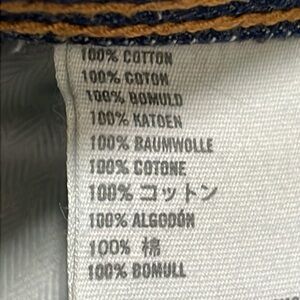 100% COTTON
100% COTON
100% BOMULD
100% KATOEN
100% BAUMWOLLE
100% COTONE
100% コットン
100% ALGODÓN
100% 棉
100% BOMULL